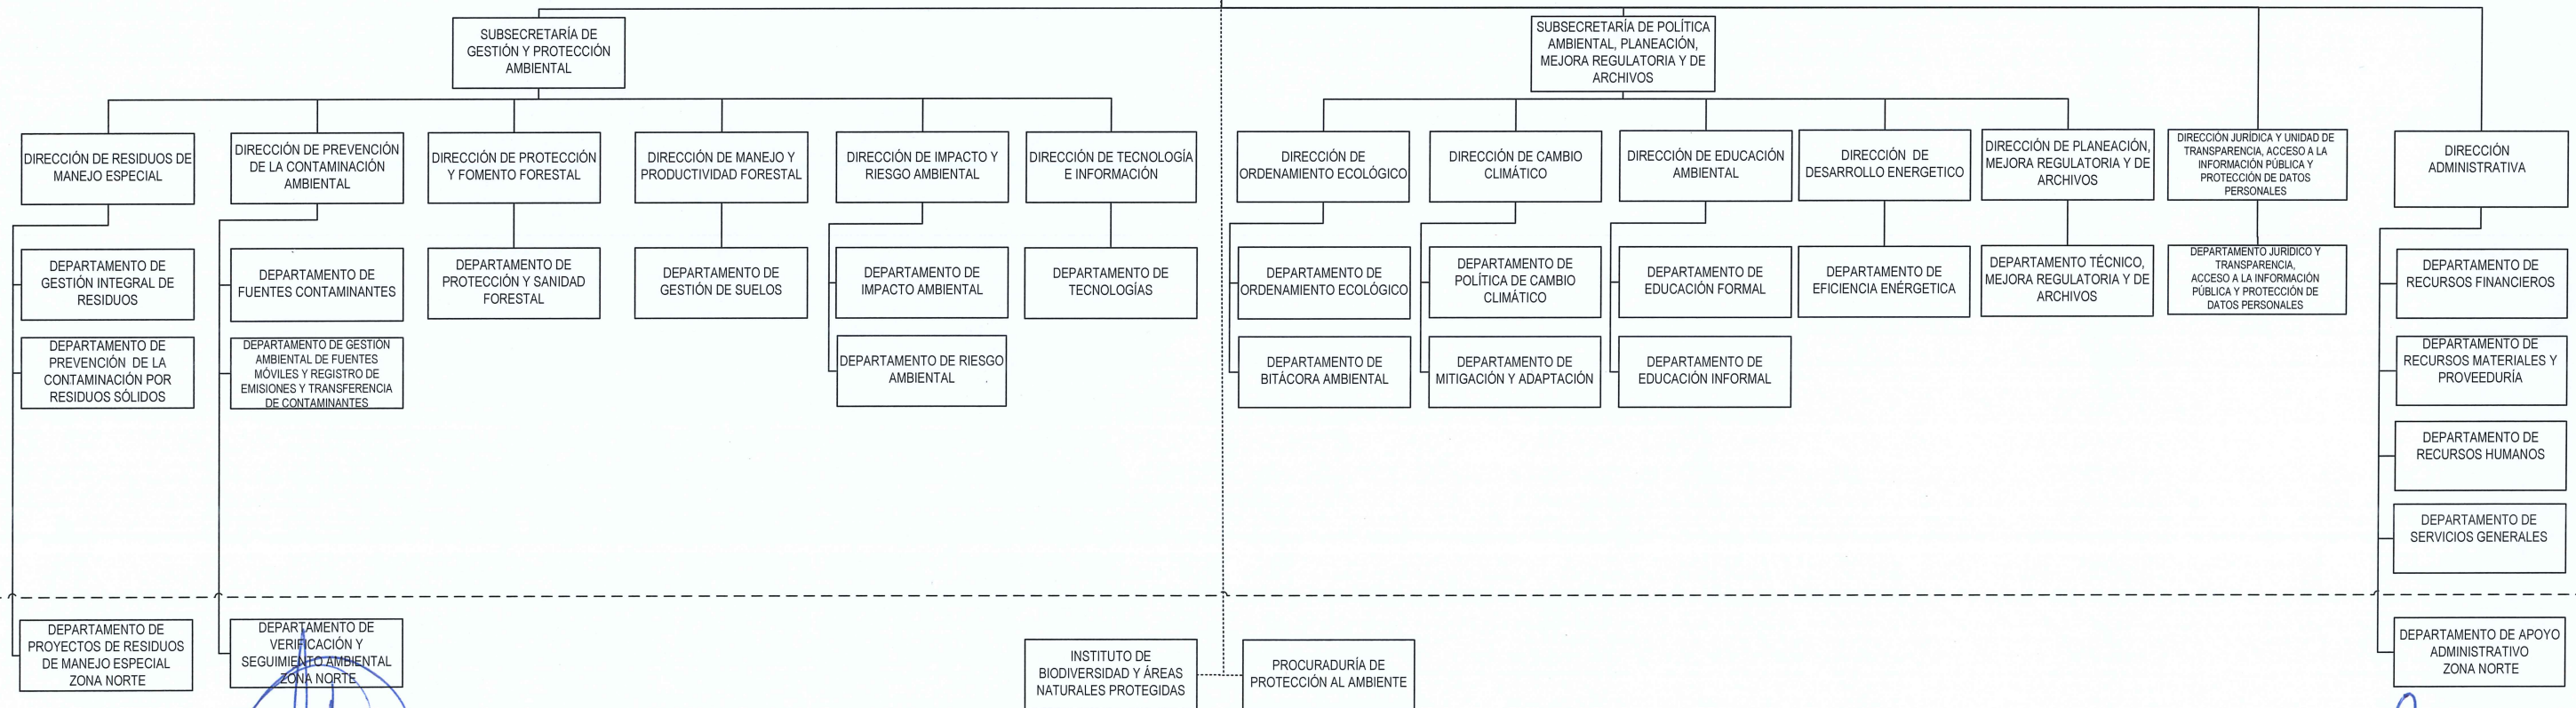 SUBSECRETARÍA DE
GESTIÓN Y PROTECCIÓN
AMBIENTAL
SUBSECRETARÍA DE POLÍTICA
AMBIENTAL, PLANEACIÓN,
MEJORA REGULATORIA Y DE
ARCHIVOS
DIRECCIÓN DE RESIDUOS DE
MANEJO ESPECIAL
DIRECCIÓN DE PREVENCIÓN
DE LA CONTAMINACIÓN
AMBIENTAL
DIRECCIÓN DE PROTECCIÓN
Y FOMENTO FORESTAL
DIRECCIÓN DE MANEJO Y
PRODUCTIVIDAD FORESTAL
DIRECCIÓN DE IMPACTO Y
RIESGO AMBIENTAL
DIRECCIÓN DE TECNOLOGÍA
E INFORMACIÓN
DIRECCIÓN DE
ORDENAMIENTO ECOLÓGICO
DIRECCIÓN DE CAMBIO
CLIMÁTICO
DIRECCIÓN DE EDUCACIÓN
AMBIENTAL
DIRECCIÓN DE
DESARROLLO ENERGETICO
DIRECCIÓN DE PLANEACIÓN,
MEJORA REGULATORIA Y DE
ARCHIVOS
DIRECCIÓN JURÍDICA Y UNIDAD DE
TRANSPARENCIA, ACCESO A LA
INFORMACIÓN PÚBLICA Y
PROTECCIÓN DE DATOS
PERSONALES
DIRECCIÓN
ADMINISTRATIVA
DEPARTAMENTO DE
GESTIÓN INTEGRAL DE
RESIDUOS
DEPARTAMENTO DE
FUENTES CONTAMINANTES
DEPARTAMENTO DE
PROTECCIÓN Y SANIDAD
FORESTAL
DEPARTAMENTO DE
GESTIÓN DE SUELOS
DEPARTAMENTO DE
IMPACTO AMBIENTAL
DEPARTAMENTO DE
TECNOLOGÍAS
DEPARTAMENTO DE
ORDENAMIENTO ECOLÓGICO
DEPARTAMENTO DE
POLÍTICA DE CAMBIO
CLIMÁTICO
DEPARTAMENTO DE
EDUCACIÓN FORMAL
DEPARTAMENTO DE
EFICIENCIA ENÉRGETICA
DEPARTAMENTO TÉCNICO,
MEJORA REGULATORIA Y DE
ARCHIVOS
DEPARTAMENTO JURÍDICO Y
TRANSPARENCIA,
ACCESO A LA INFORMACIÓN
PÚBLICA Y PROTECCIÓN DE
DATOS PERSONALES
DEPARTAMENTO DE
RECURSOS FINANCIEROS
DEPARTAMENTO DE
PREVENCIÓN DE LA
CONTAMINACIÓN POR
RESIDUOS SÓLIDOS
DEPARTAMENTO DE GESTIÓN
AMBIENTAL DE FUENTES
MÓVILES Y REGISTRO DE
EMISIONES Y TRANSFERENCIA
DE CONTAMINANTES
DEPARTAMENTO DE RIESGO
AMBIENTAL
DEPARTAMENTO DE
BITÁCORA AMBIENTAL
DEPARTAMENTO DE
MITIGACIÓN Y ADAPTACIÓN
DEPARTAMENTO DE
EDUCACIÓN INFORMAL
DEPARTAMENTO DE
RECURSOS MATERIALES Y
PROVEEDURÍA
DEPARTAMENTO DE
RECURSOS HUMANOS
DEPARTAMENTO DE
SERVICIOS GENERALES
DEPARTAMENTO DE
PROYECTOS DE RESIDUOS
DE MANEJO ESPECIAL
ZONA NORTE
DEPARTAMENTO DE
VERIFICACIÓN Y
SEGUIMIENTO AMBIENTAL
ZONA NORTE
INSTITUTO DE
BIODIVERSIDAD Y ÁREAS
NATURALES PROTEGIDAS
PROCURADURÍA DE
PROTECCIÓN AL AMBIENTE
DEPARTAMENTO DE APOYO
ADMINISTRATIVO
ZONA NORTE